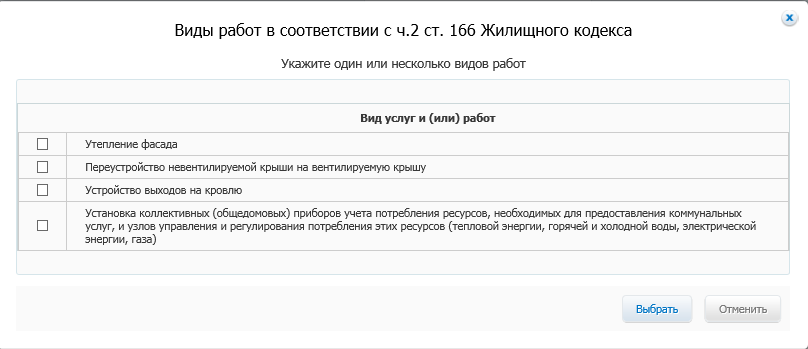 Виды работ в соответствии с ч.2 ст. 166 Жилищного кодекса
Укажите один или несколько видов работ
Вид услуг и (или) работ
Утепление фасада
Переустройство невентилируемой крыши на вентилируемую крышу
Устройство выходов на кровлю
Установка коллективных (общедомовых) приборов учета потребления ресурсов, необходимых для предоставления коммунальных
услуг, и узлов управления и регулирования потребления этих ресурсов (тепловой энергии, горячей и холодной воды, электрической
энергии, газа)
Выбрать Отменить